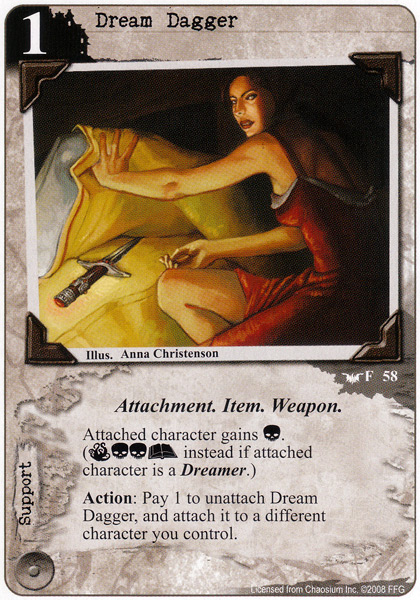 1
Dream Dagger
Illus. Anna Christenson
F 58
Attachment. Item. Weapon.
Attached character gains .
( instead if attached
character is a Dreamer.)
Action: Pay 1 to unattach Dream
Dagger, and attach it to a different
character you control.
Support
Licensed from Chaosium Inc. ©2008 FFG